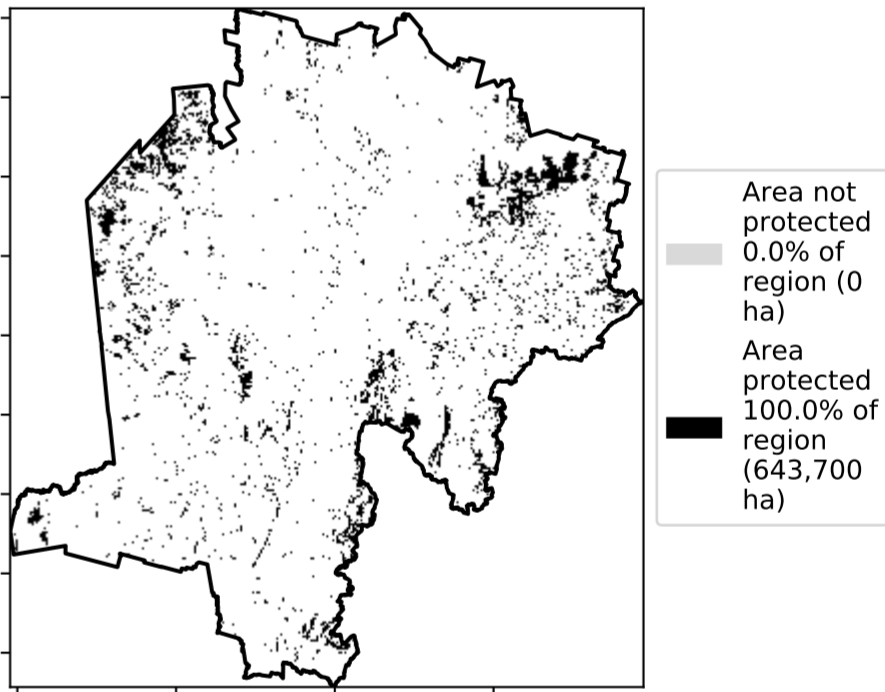 Area not
protected
0.0% of
region (0
ha)
Area
protected
100.0% of
region
(643,700
ha)